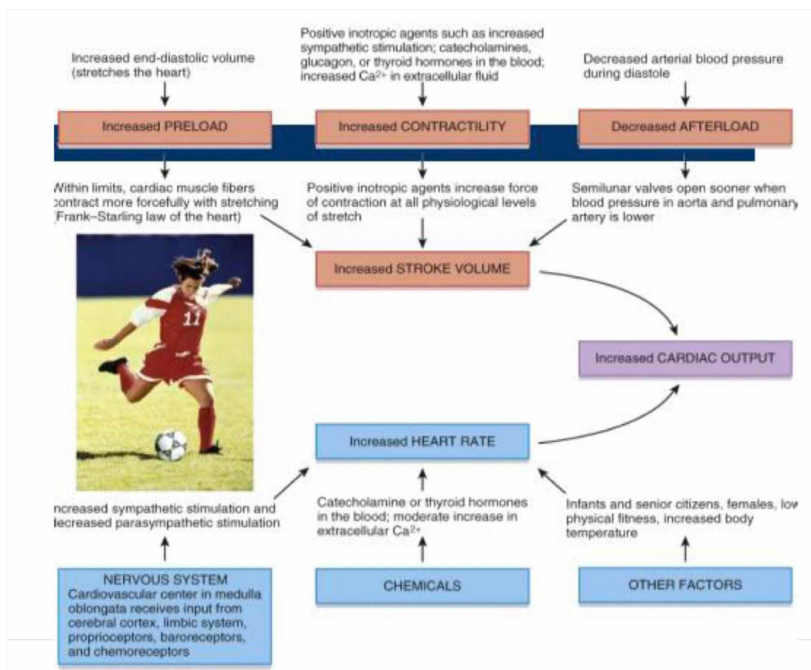 Increased end-diastolic volume
(stretches the heart)
Positive inotropic agents such as increased
sympathetic stimulation; catecholamines,
glucagon, or thyroid hormones in the blood;
increased Ca²⁺ in extracellular fluid
Decreased arterial blood pressure
during diastole
Increased PRELOAD
Increased CONTRACTILITY
Decreased AFTERLOAD
Within limits, cardiac muscle fibers
contract more forcefully with stretching
(Frank–Starling law of the heart)
Positive inotropic agents increase force
of contraction at all physiological levels
of stretch
Semilunar valves open sooner when
blood pressure in aorta and pulmonary
artery is lower
Increased STROKE VOLUME
11
Increased CARDIAC OUTPUT
Increased HEART RATE
ncreased sympathetic stimulation and
decreased parasympathetic stimulation
Catecholamine or thyroid hormones
in the blood; moderate increase in
extracellular Ca²⁺
Infants and senior citizens, females, low
physical fitness, increased body
temperature
NERVOUS SYSTEM
Cardiovascular center in medulla
oblongata receives input from
cerebral cortex, limbic system,
proprioceptors, baroreceptors,
and chemoreceptors
CHEMICALS
OTHER FACTORS